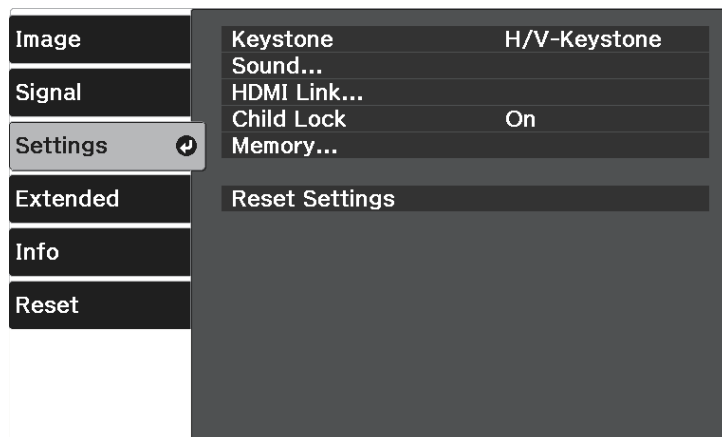 Image
Signal
Settings
Extended
Info
Reset
Keystone H/V-Keystone
Sound...
HDMI Link...
Child Lock On
Memory...
Reset Settings